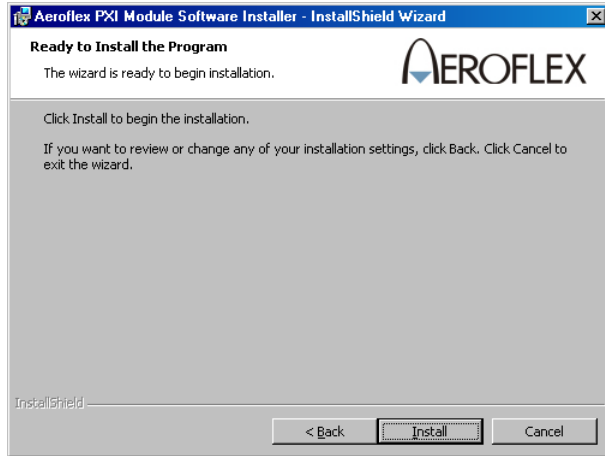 Aeroflex PXI Module Software Installer - InstallShield Wizard
Ready to Install the Program
The wizard is ready to begin installation.
AEROFLEX
Click Install to begin the installation.
If you want to review or change any of your installation settings, click Back. Click Cancel to
exit the wizard.
InstallShield
< Back Install Cancel